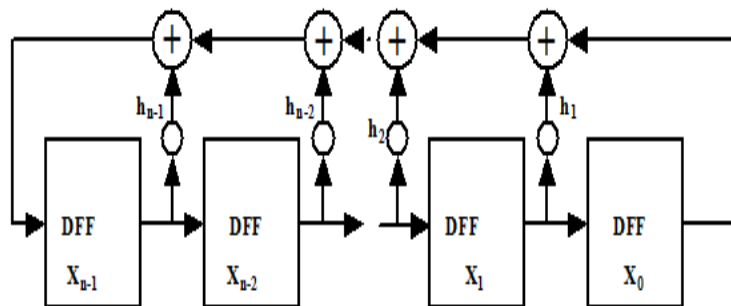 + + + +
h_{n-1} h_{n-2} h_2 h_1
DFF DFF DFF DFF
X_{n-1} X_{n-2} X_1 X_0